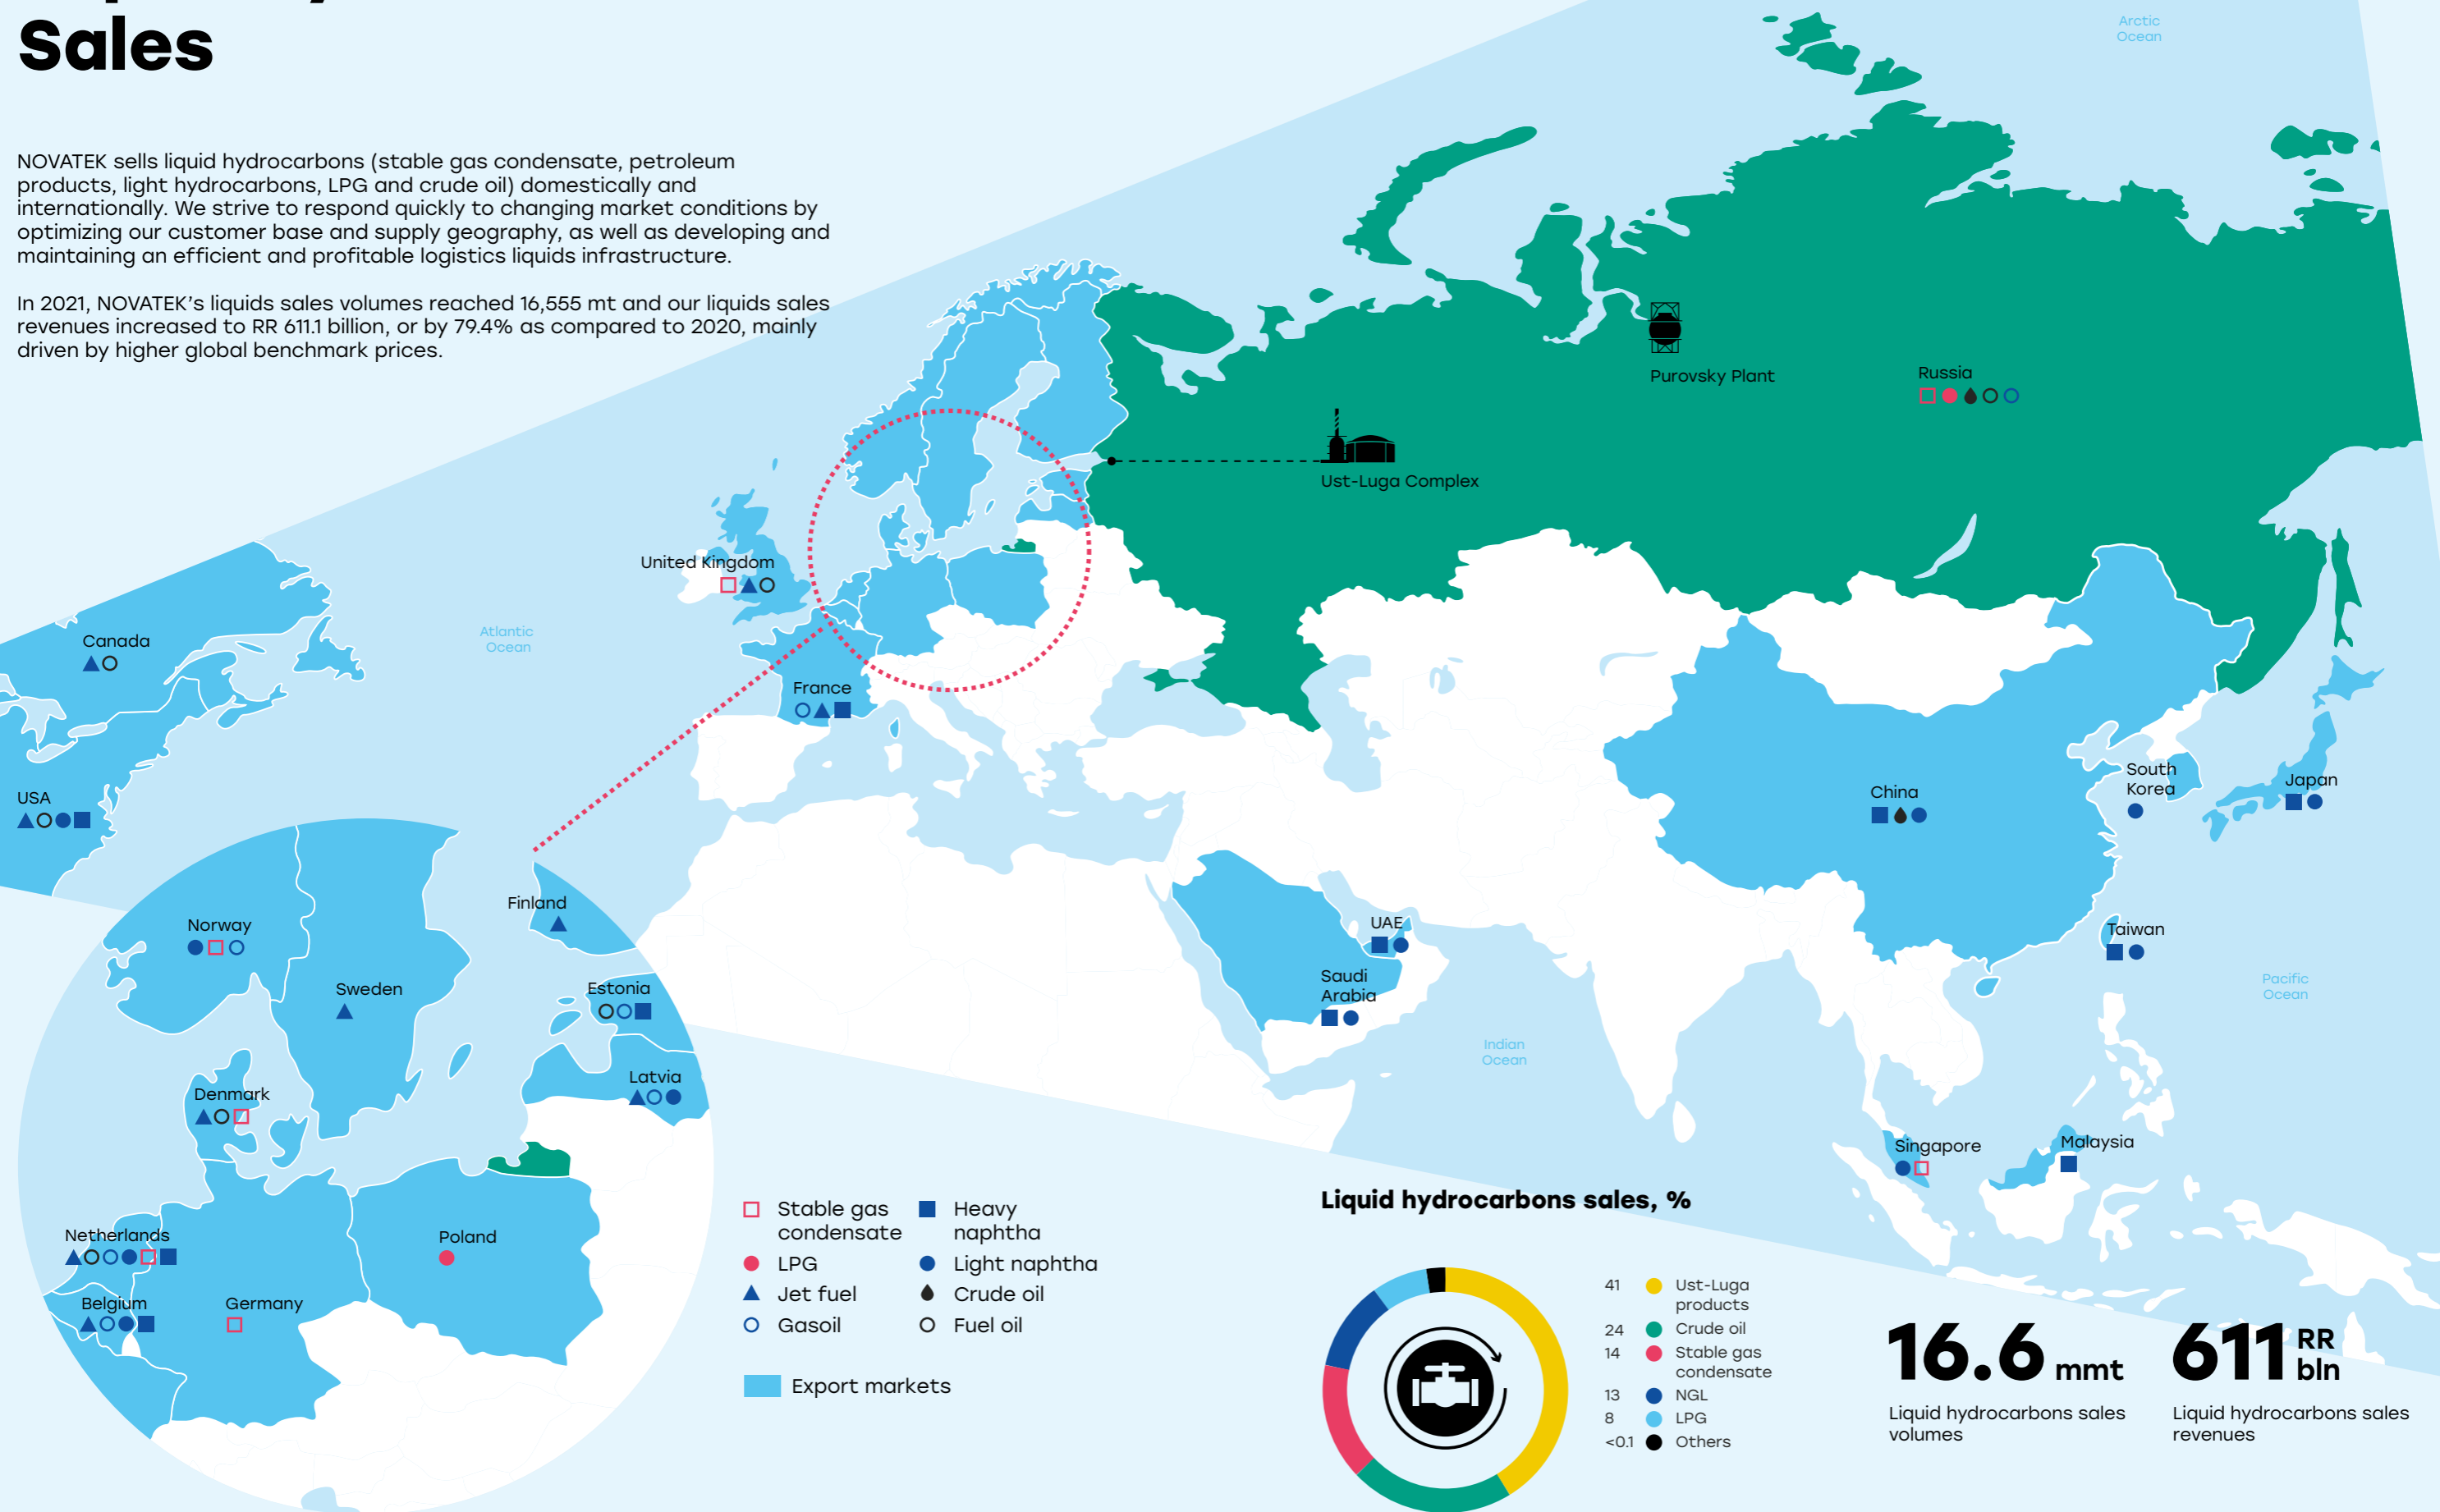 Sales
NOVATEK sells liquid hydrocarbons (stable gas condensate, petroleum
products, light hydrocarbons, LPG and crude oil) domestically and
internationally. We strive to respond quickly to changing market conditions by
optimizing our customer base and supply geography, as well as developing and
maintaining an efficient and profitable logistics liquids infrastructure.
In 2021, NOVATEK’s liquids sales volumes reached 16,555 mt and our liquids sales
revenues increased to RR 611.1 billion, or by 79.4% as compared to 2020, mainly
driven by higher global benchmark prices.
Arctic
Ocean
Purovsky Plant
Russia
Ust-Luga Complex
United Kingdom
Atlantic
Ocean
Canada
France
USA
China
South
Korea
Japan
Finland
Norway
Sweden
Estonia
Latvia
Denmark
Netherlands
Poland
Belgium
Germany
UAE
Saudi
Arabia
Taiwan
Pacific
Ocean
Indian
Ocean
Singapore
Malaysia
Stable gas
condensate
LPG
Jet fuel
Gasoil
Heavy
naphtha
Light naphtha
Crude oil
Fuel oil
Export markets
Liquid hydrocarbons sales, %
41 Ust-Luga
products
24 Crude oil
14 Stable gas
condensate
13 NGL
8 LPG
<0.1 Others
16.6 mmt
Liquid hydrocarbons sales
volumes
611 RR
bln
Liquid hydrocarbons sales
revenues